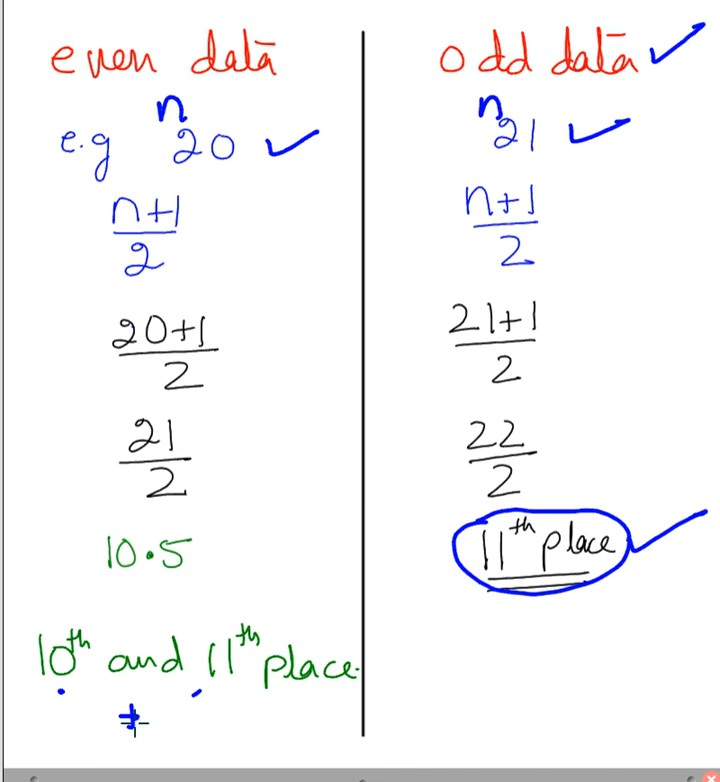 even data
n
e.g 20
n+1
2
20+1
2
21
2
10.5
10th and 11th place.
+
odd data
n
21
n+1
2
21+1
2
22
2
11th place